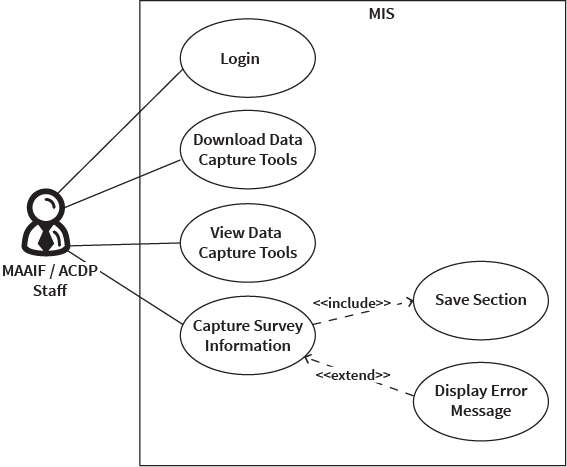 MIS
Login
Download Data
Capture Tools
View Data
Capture Tools
MAAIF / ACDP
Staff
Capture Survey
Information
<<include>>
Save Section
<<extend>>
Display Error
Message